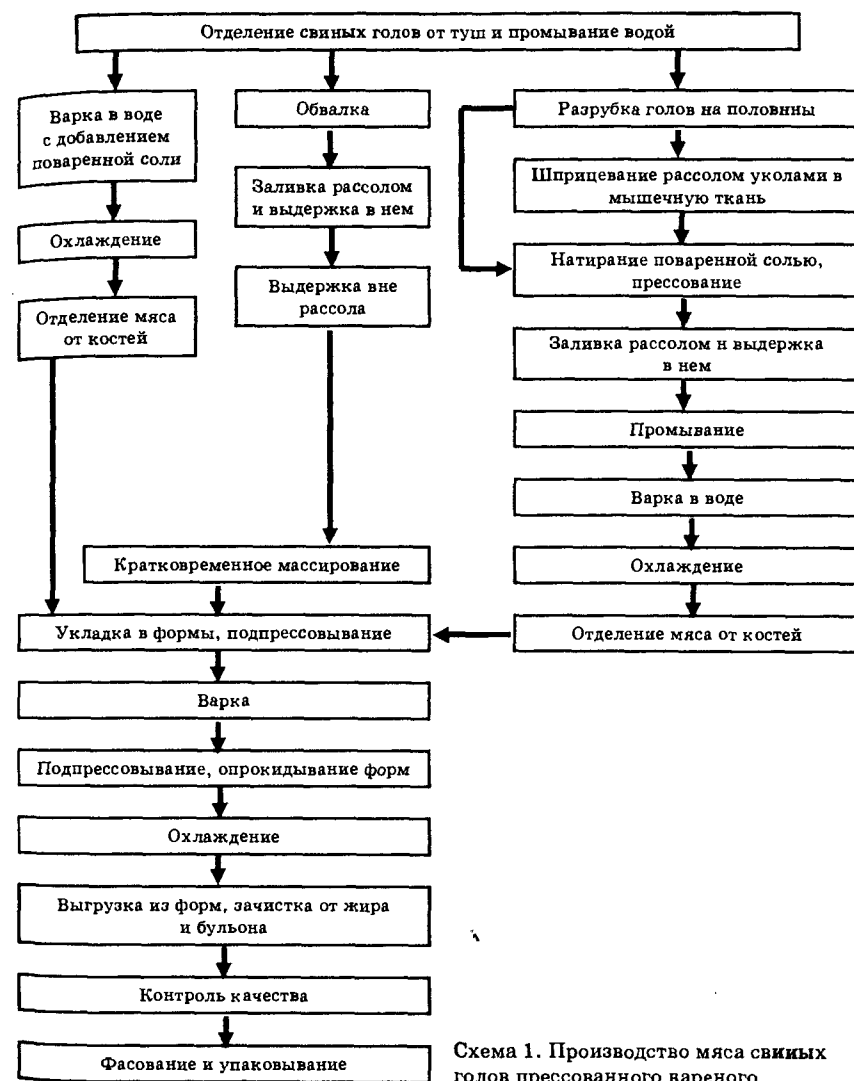 Отделение свиных голов от туш и промывание водой
Варка в воде
с добавлением
поваренной соли
Охлаждение
Отделение мяса
от костей
Обвалка
Заливка рассолом
и выдержка в нем
Выдержка вне
рассола
Кратковременное массирование
Разрубка голов на половнны
Шприцевание рассолом уколами в
мышечную ткань
Натирание поваренной солью,
прессование
Заливка рассолом н выдержка
в нем
Промывание
Варка в воде
Охлаждение
Отделение мяса от костей
Укладка в формы, подпрессовывание
Варка
Подпрессовывание, опрокидывание форм
Охлаждение
Выгрузка из форм, зачистка от жира
и бульона
Контроль качества
Фасование и упаковывание
Схема 1. Производство мяса свиных
голов прессованного вареного